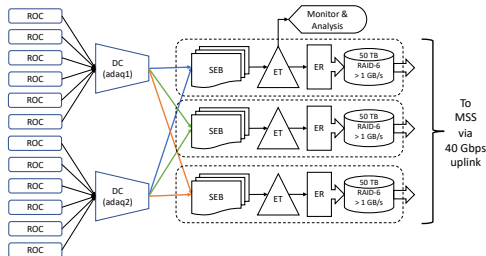 ROC
ROC
ROC
ROC
ROC
ROC
ROC
ROC
ROC
ROC
ROC
DC
(adaq1)
DC
(adaq2)
Monitor &
Analysis
SEB
ET
ER
50 TB
RAID-6
> 1 GB/s
SEB
ET
ER
50 TB
RAID-6
> 1 GB/s
SEB
ET
ER
50 TB
RAID-6
> 1 GB/s
To
MSS
via
40 Gbps
uplink